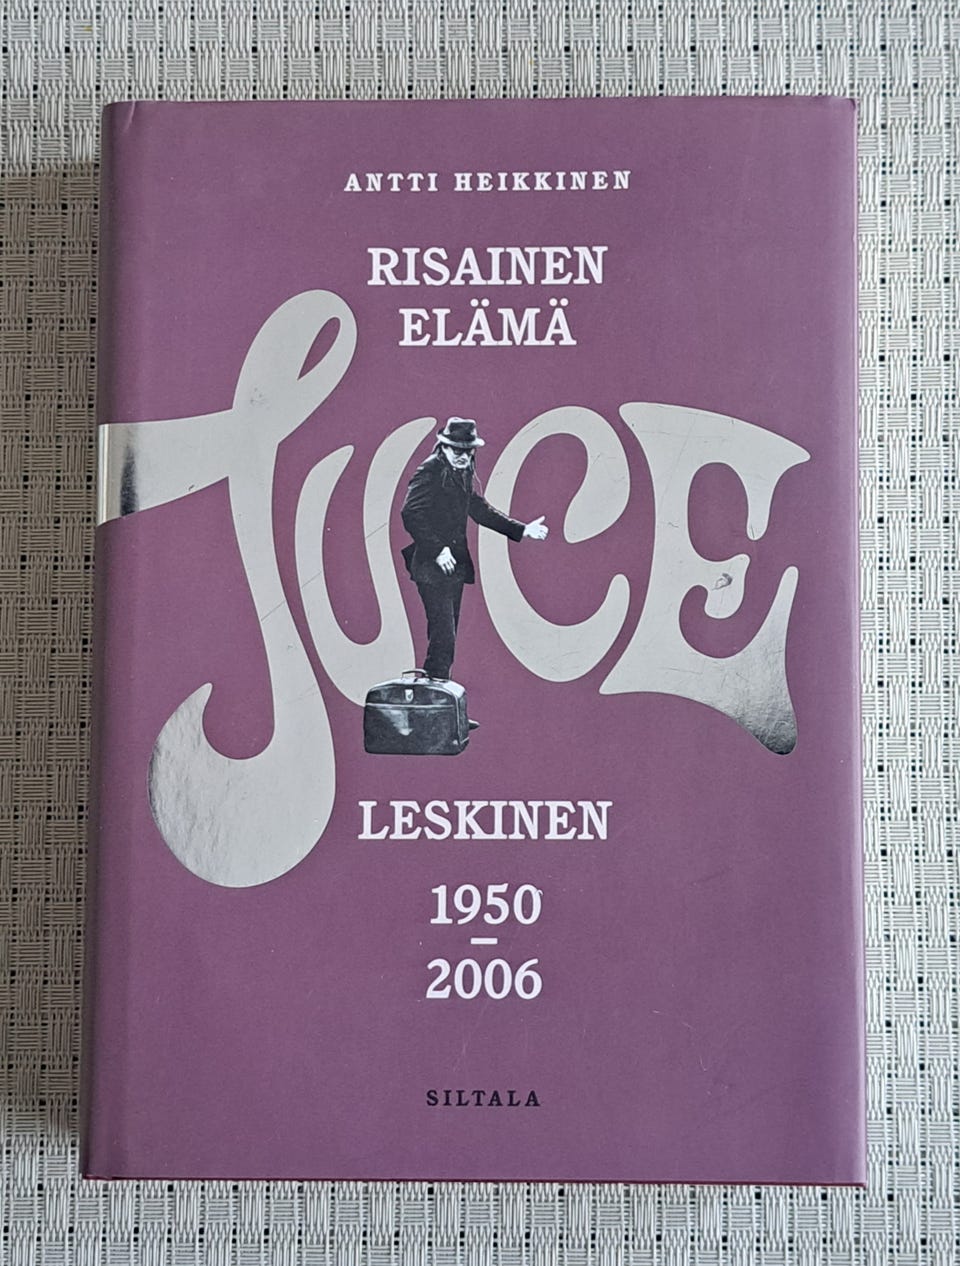 ANTTI HEIKKINEN
RISAINEN
ELÄMÄ
JUICE
LESKINEN
1950
–
2006
SILTALA